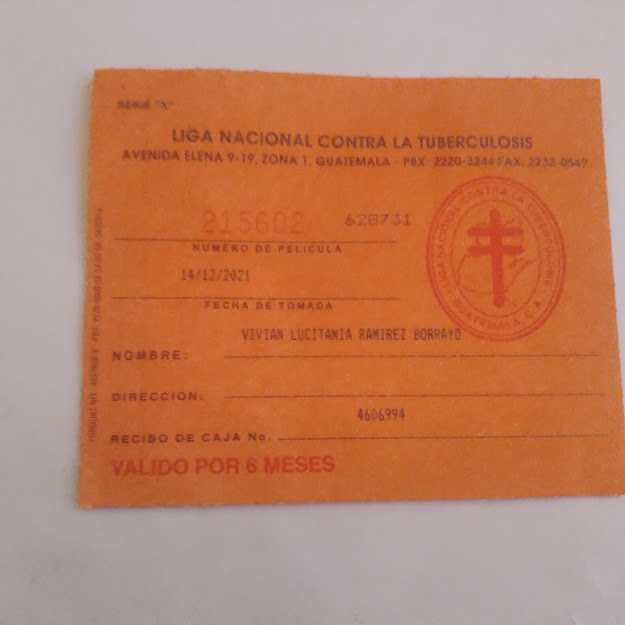 SERIE "X"
LIGA NACIONAL CONTRA LA TUBERCULOSIS
AVENIDA ELENA 9-19, ZONA 1, GUATEMALA - PBX: 2220-3244 FAX: 2232-0549
215602 628731
NUMERO DE PELICULA
14/12/2021
FECHA DE TOMADA
LIGA NACIONAL CONTRA LA TUBERCULOSIS
GUATEMALA, C. A.
VIVIAN LUCITANIA RAMIREZ BORRAYO
NOMBRE:
DIRECCION:
4606994
RECIBO DE CAJA No.
VALIDO POR 6 MESES